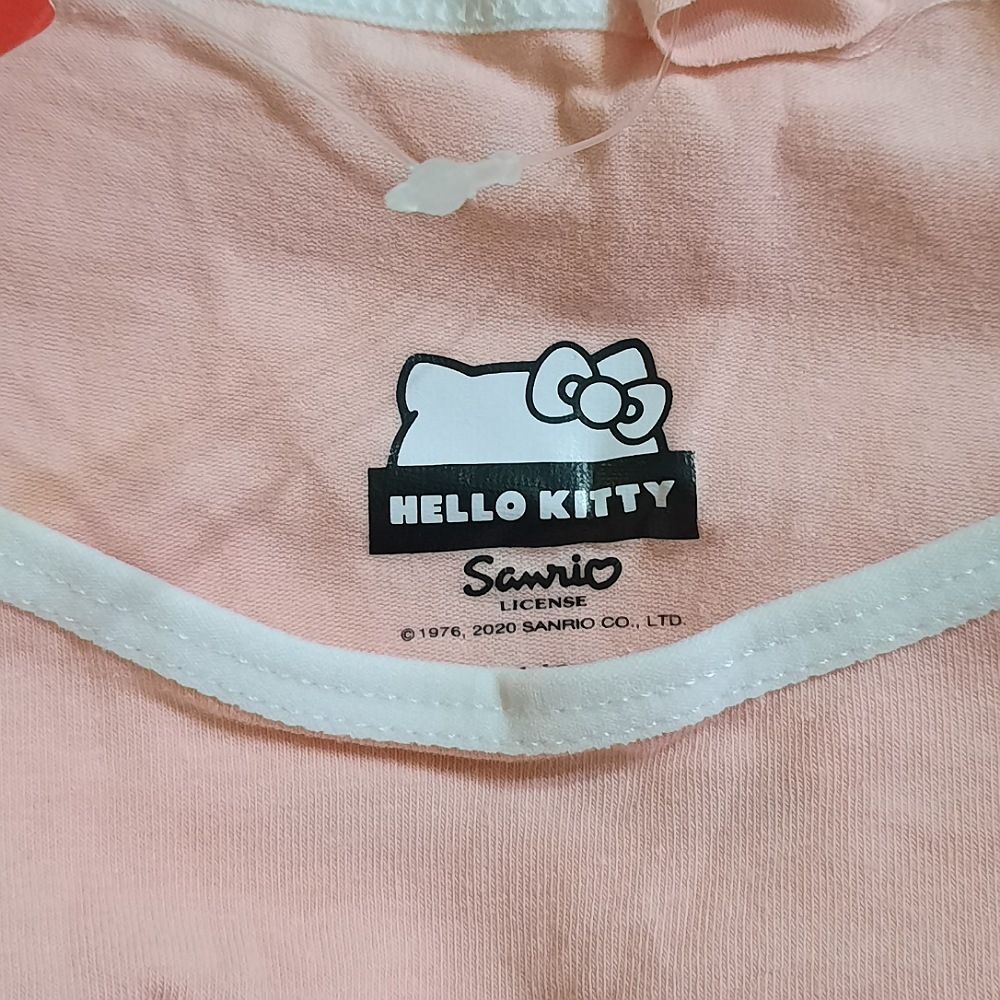 HELLO KITTY
Sanrio
LICENSE
© 1976, 2020 SANRIO CO., LTD.